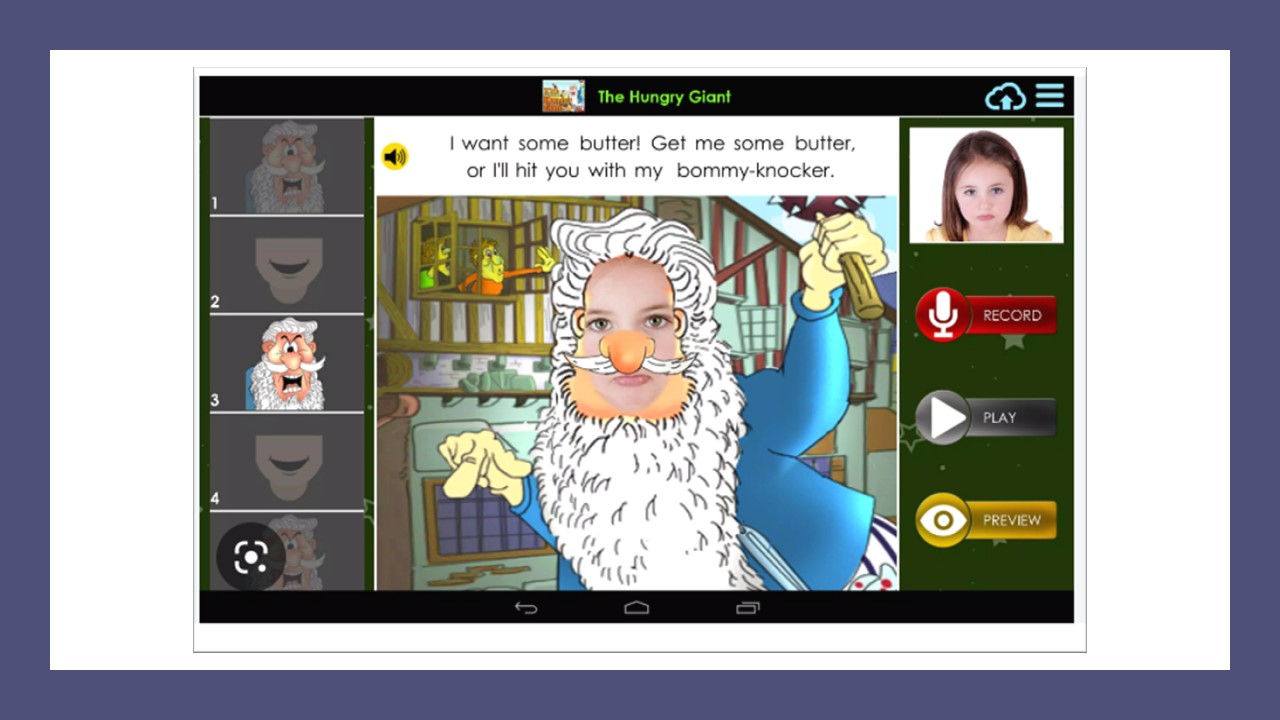 The Hungry Giant
I want some butter! Get me some butter,
or I'll hit you with my bommy-knocker.
1
2
3
4
RECORD
PLAY
PREVIEW